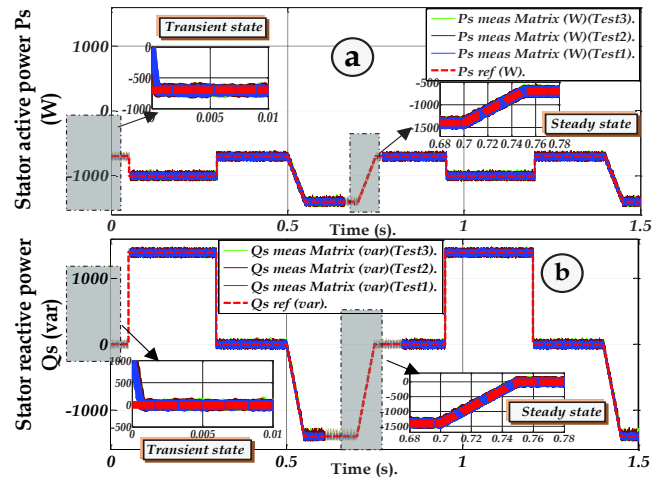 Stator active power Ps
(W)
1600
0
-1000
Transient state
0
-500
-1000
0.005
0.01
a
Ps meas Matrix (W)(Test3).
Ps meas Matrix (W)(Test2).
Ps meas Matrix (W)(Test1).
Ps ref (W).
-500
-1000
-1500
0.68 0.7 0.72 0.74 0.76 0.78
Steady state
0
0.5
1
1.5
Time (s).
Stator reactive power
Qs (var)
1000
0
-1000
Qs meas Matrix (var)(Test3).
Qs meas Matrix (var)(Test2).
Qs meas Matrix (var)(Test1).
Qs ref (var).
b
1000
500
0
-500
0
0.005
0.01
Transient state
0
-500
-1000
-1500
0.68 0.7 0.72 0.74 0.76 0.78
Steady state
0
0.5
1
1.5
Time (s).